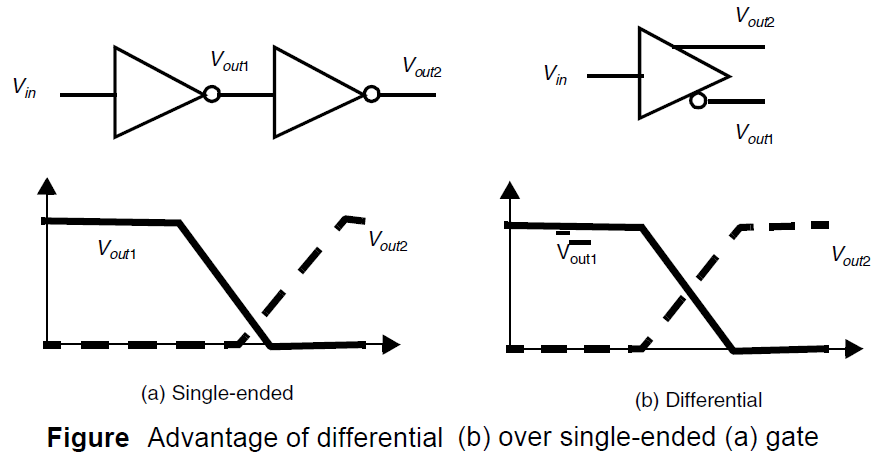 Vin
Vout1
Vout2
Vin
Vout2
Vout1
Vout1
Vout2
Vout1
Vout2
(a) Single-ended
(b) Differential
Figure Advantage of differential (b) over single-ended (a) gate